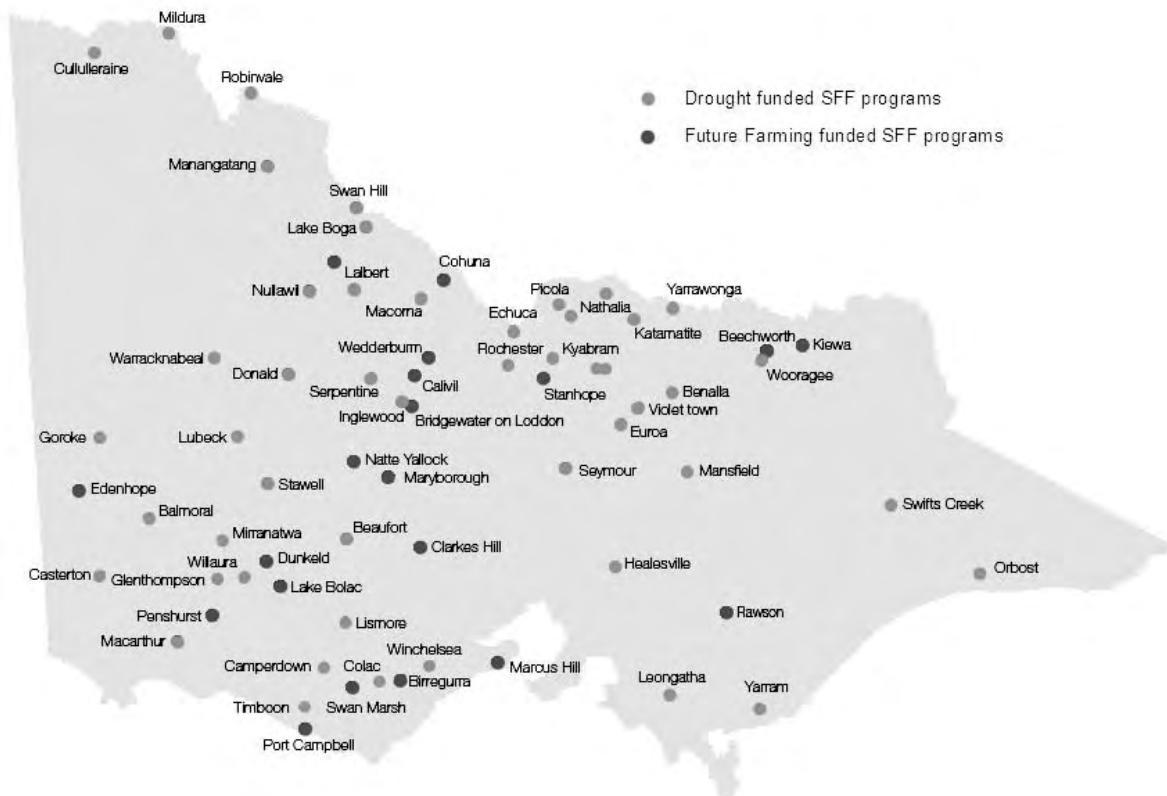 Mildura
Cullulleraine
Robinvale
Drought funded SFF programs
Future Farming funded SFF programs
Manangatang
Swan Hill
Lake Boga
Cohuna
Lalbert
Nullawil
Macorna
Picola
Nathalia
Yarrawonga
Echuca
Katamatite
Beechworth
Kiewa
Warracknabeal
Wedderburn
Rochester
Kyabram
Wooragee
Donald
Calivil
Serpentine
Stanhope
Benalla
Inglewood
Bridgewater on Loddon
Violet town
Euroa
Goroke
Lubeck
Natte Yallock
Maryborough
Seymour
Mansfield
Stawell
Edenhope
Swifts Creek
Balmoral
Mirranatwa
Beaufort
Clarkes Hill
Willaura
Dunkeld
Healesville
Orbost
Casterton
Glenthompson
Lake Bolac
Penshurst
Rawson
Lismore
Macarthur
Winchelsea
Camperdown
Colac
Marcus Hill
Birregurra
Leongatha
Yarram
Timboon
Swan Marsh
Port Campbell